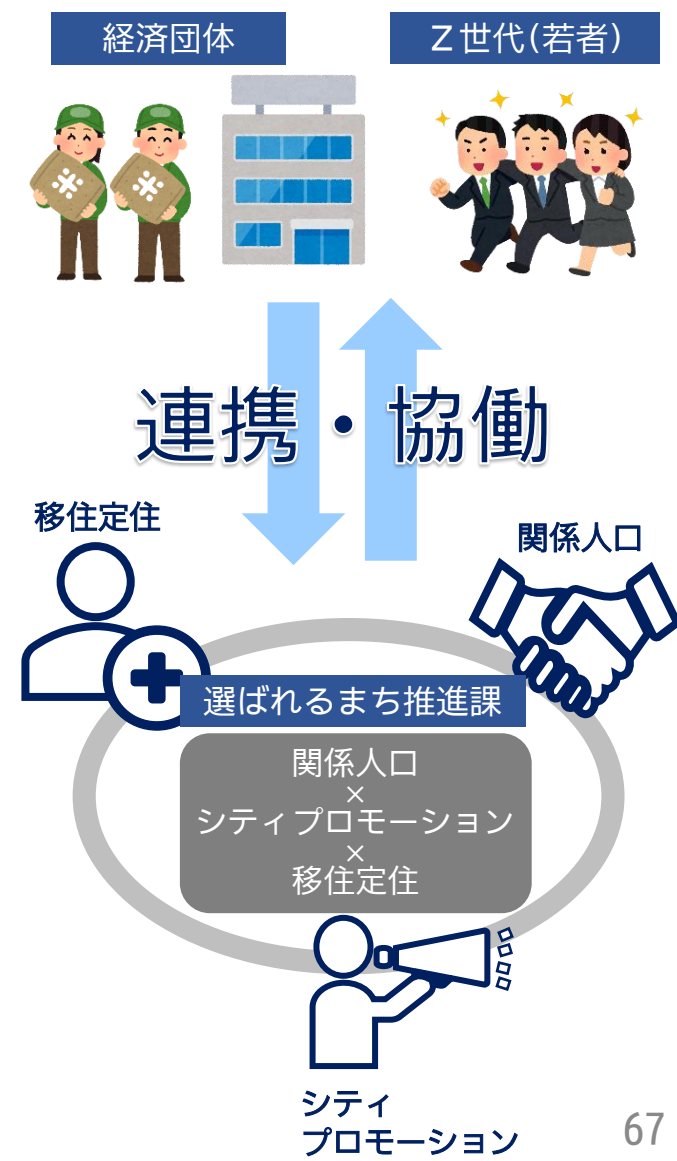 経済団体
Z世代(若者)
米
米
連携・協働
移住定住
関係人口
選ばれるまち推進課
関係人口
×
シティプロモーション
×
移住定住
シティ
プロモーション
67